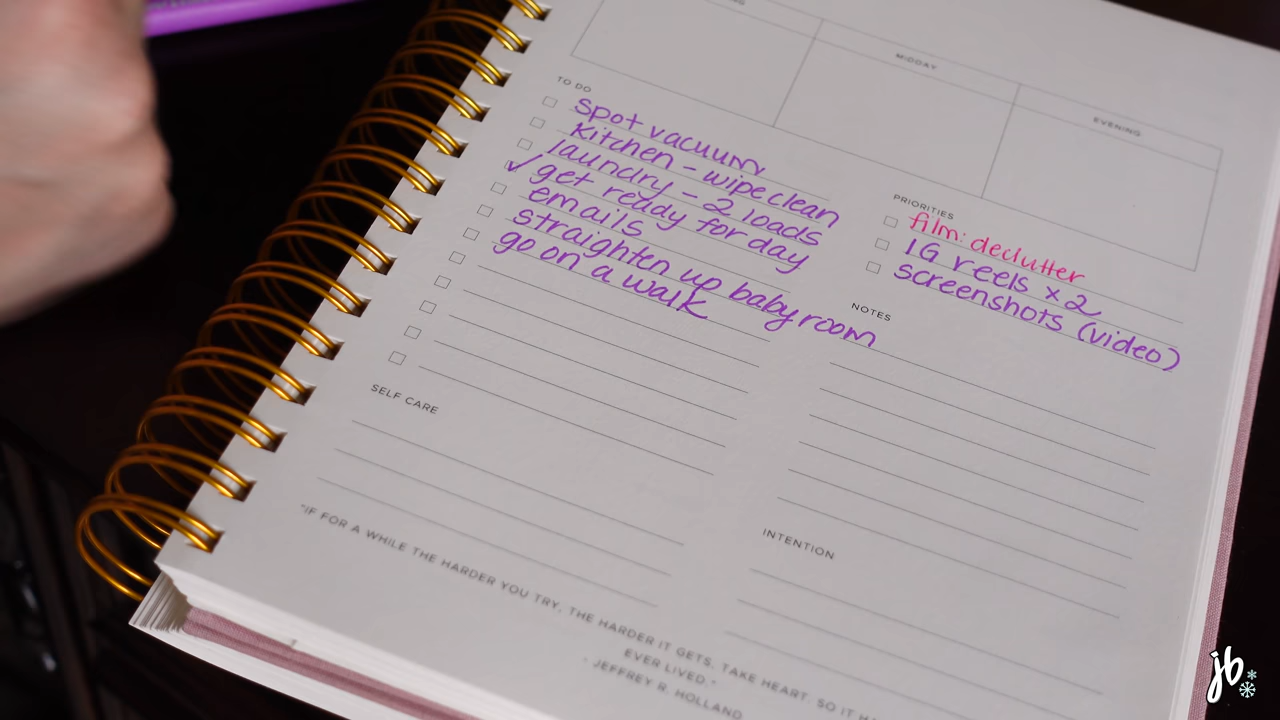 MIDDAY
EVENING
TO DO
spot vacuum
kitchen - wipe clean
laundry - 2 loads
get ready for day
emails
straighten up baby room
go on a walk
PRIORITIES
film: declutter
IG reels x2
screenshots (video)
NOTES
SELF CARE
INTENTION
"IF FOR A WHILE THE HARDER YOU TRY, THE HARDER IT GETS, TAKE HEART. SO IT
EVER LIVED."
- JEFFREY R. HOLLAND
jb